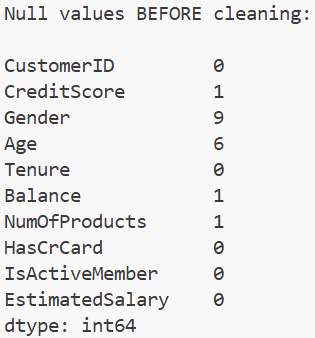 Null values BEFORE cleaning:
CustomerID 0
CreditScore 1
Gender 9
Age 6
Tenure 0
Balance 1
NumOfProducts 1
HasCrCard 0
IsActiveMember 0
EstimatedSalary 0
dtype: int64